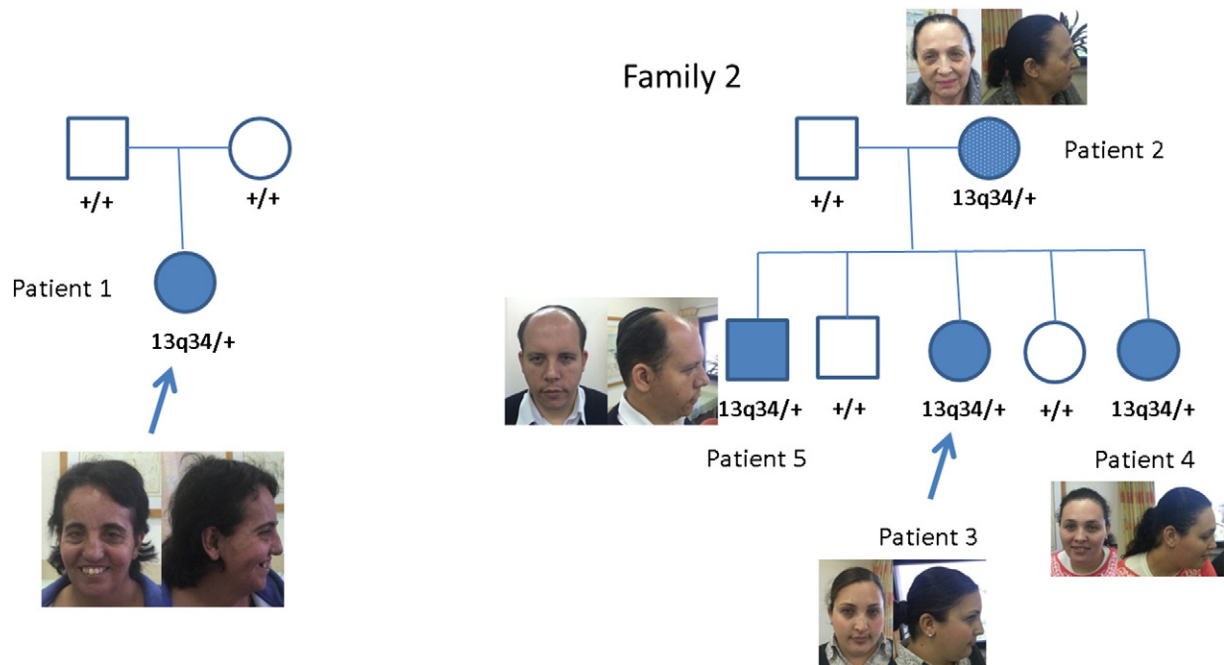 Family 2
Patient 2
+/+
+/+
+/+
13q34/+
Patient 1
13q34/+
13q34/+
+/+
13q34/+
+/+
13q34/+
Patient 5
Patient 4
Patient 3